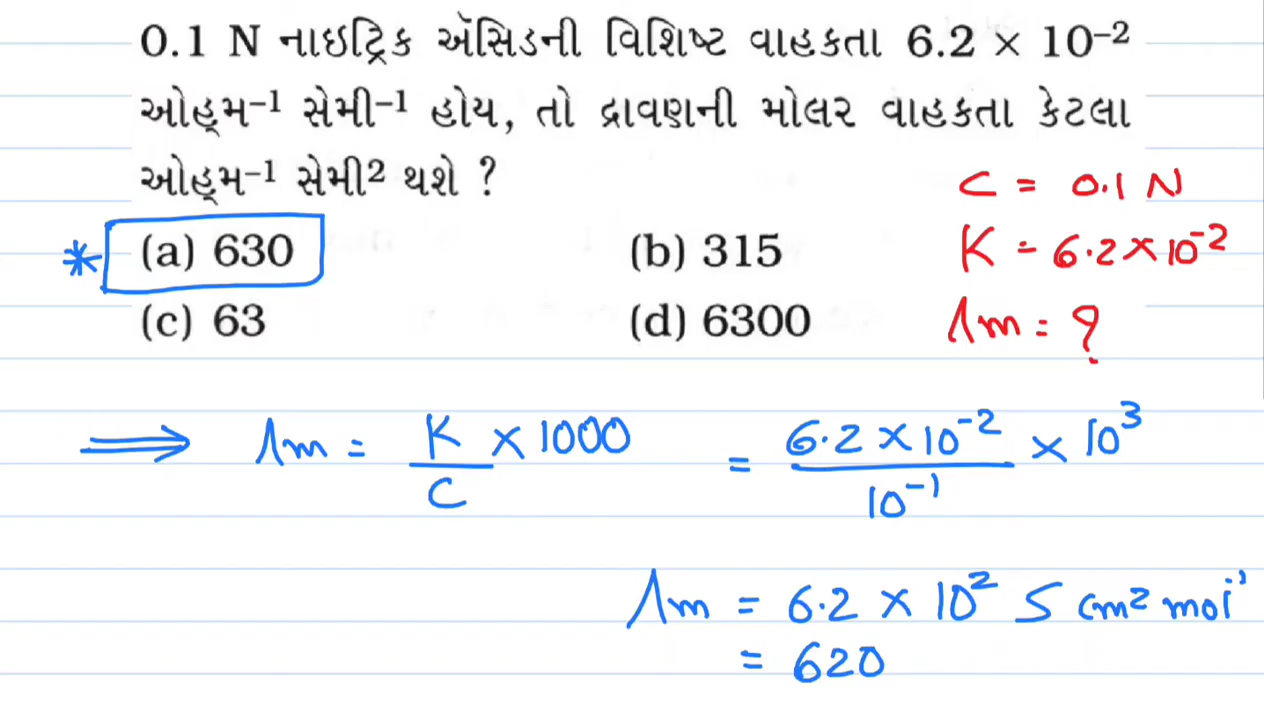 0.1 N નાઇટ્રિક ઍસિડની વિશિષ્ટ વાહકતા 6.2 × 10⁻²
ઓહ્મ⁻¹ સેમી⁻¹ હોય, તો દ્રાવણની મોલર વાહકતા કેટલા
ઓહ્મ⁻¹ સેમી² થશે ?
C = 0.1 N
* (a) 630 (b) 315
K = 6.2 × 10⁻²
(c) 63 (d) 6300
Λm = ?
⟹ Λm = K/C × 1000 = 6.2 × 10⁻²/10⁻¹ × 10³
Λm = 6.2 × 10² S cm² mol⁻¹
= 620